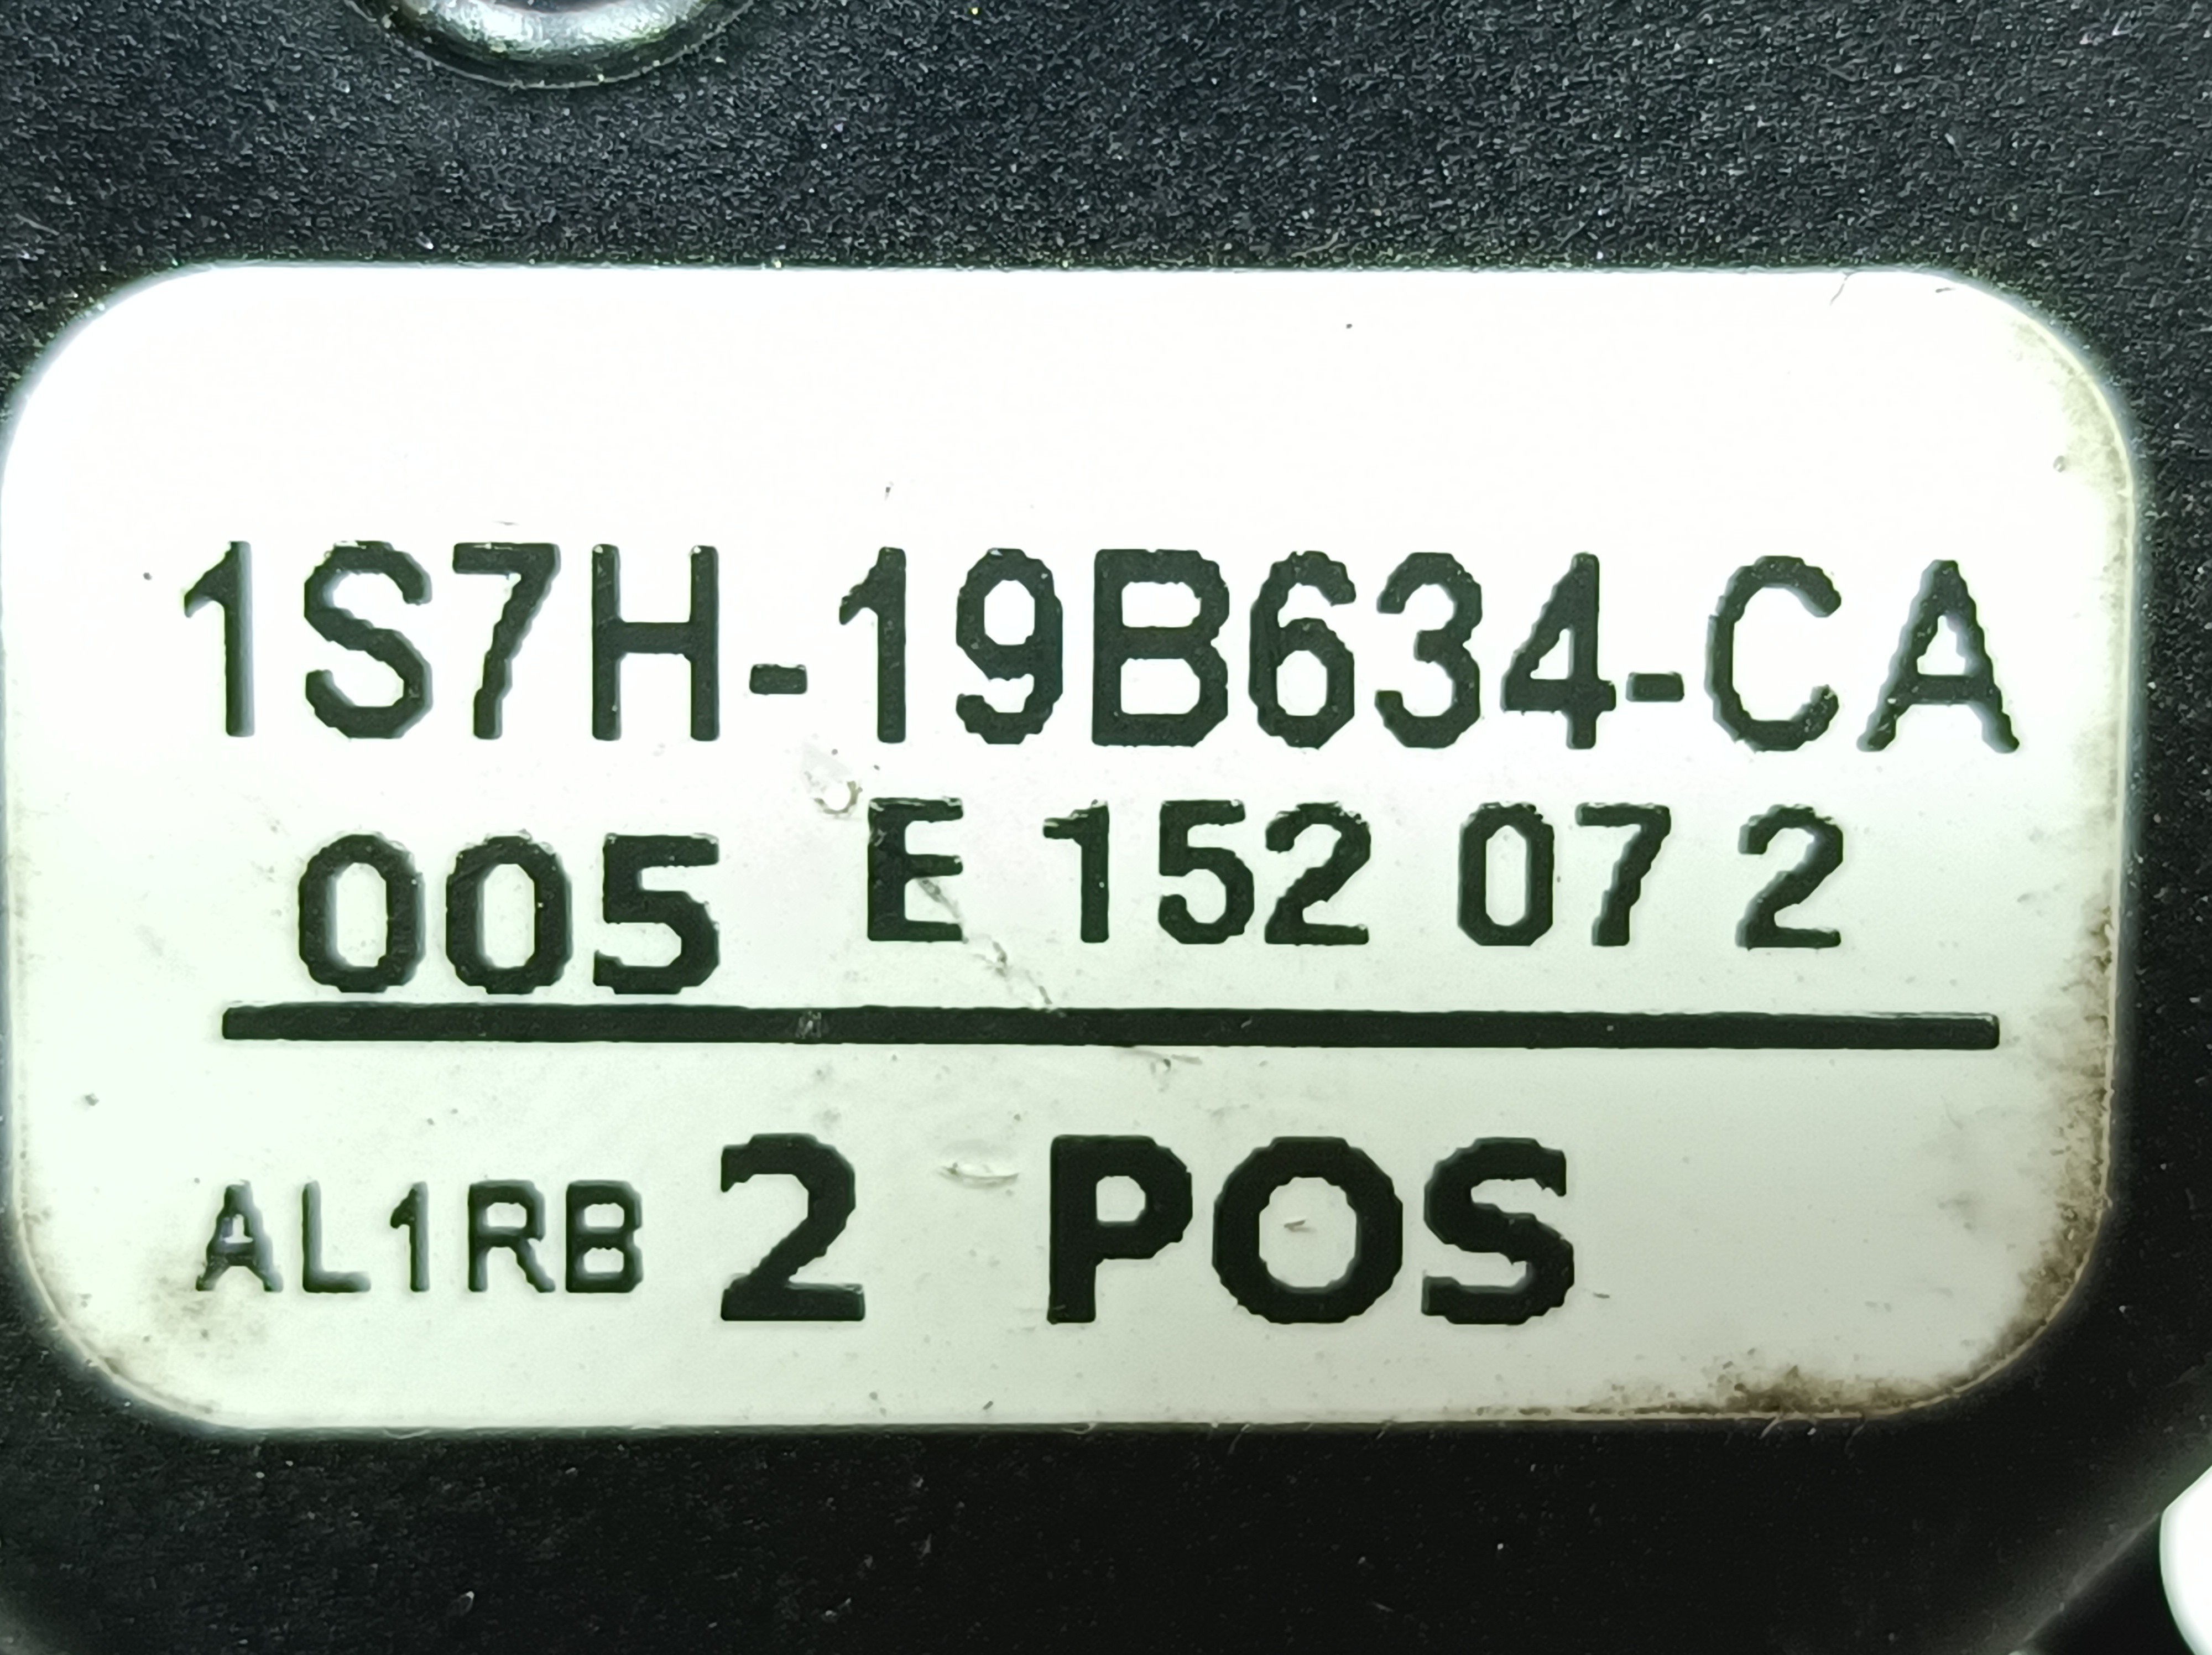 1S7H-19B634-CA
005 E 152 07 2
AL1RB 2 POS